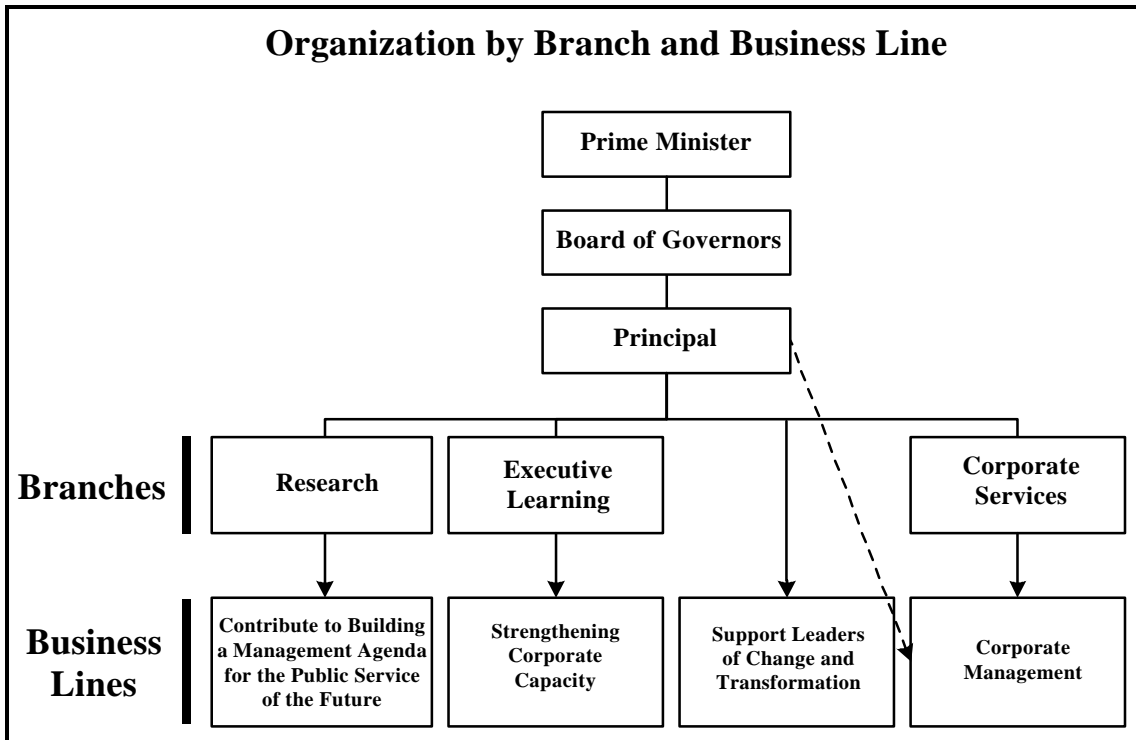 Organization by Branch and Business Line
Prime Minister
Board of Governors
Principal
Branches
Research
Executive
Learning
Corporate
Services
Business
Lines
Contribute to Building
a Management Agenda
for the Public Service
of the Future
Strengthening
Corporate
Capacity
Support Leaders
of Change and
Transformation
Corporate
Management